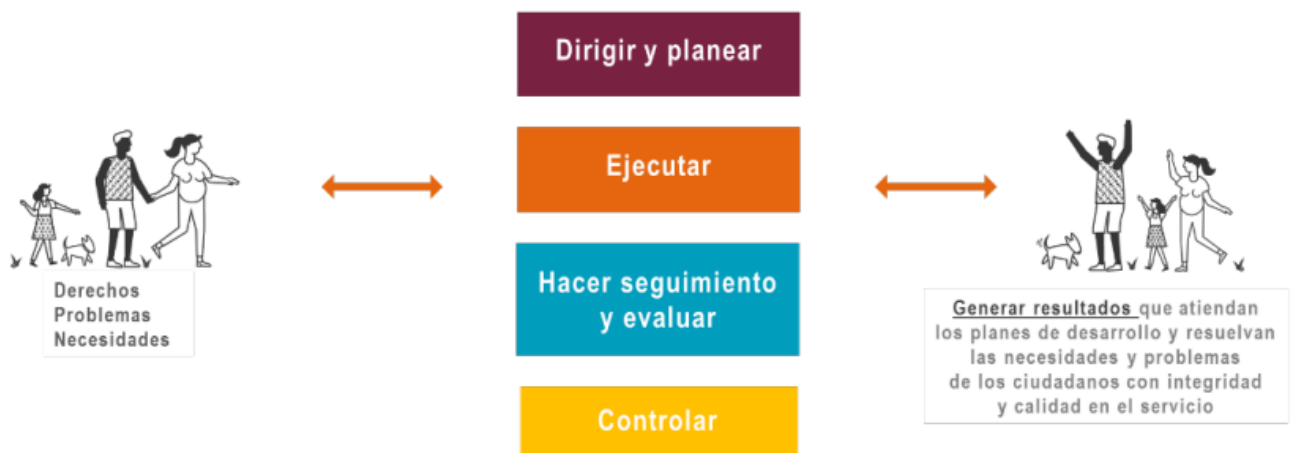 Dirigir y planear
Ejecutar
Hacer seguimiento
y evaluar
Controlar
Derechos
Problemas
Necesidades
Generar resultados que atiendan
los planes de desarrollo y resuelvan
las necesidades y problemas
de los ciudadanos con integridad
y calidad en el servicio